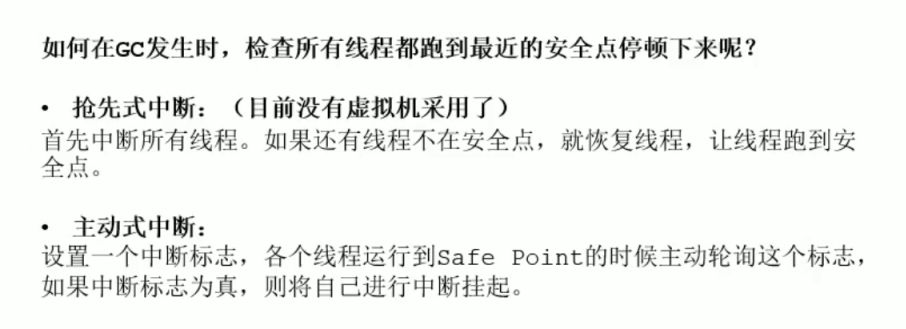 如何在GC发生时，检查所有线程都跑到最近的安全点停顿下来呢？
• 抢先式中断：（目前没有虚拟机采用了）
首先中断所有线程。如果还有线程不在安全点，就恢复线程，让线程跑到安
全点。
• 主动式中断：
设置一个中断标志，各个线程运行到Safe Point的时候主动轮询这个标志，
如果中断标志为真，则将自己进行中断挂起。